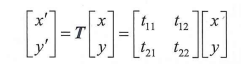 [x' y'] = T [x y] = [t₁₁ t₁₂ t₂₁ t₂₂] [x y]